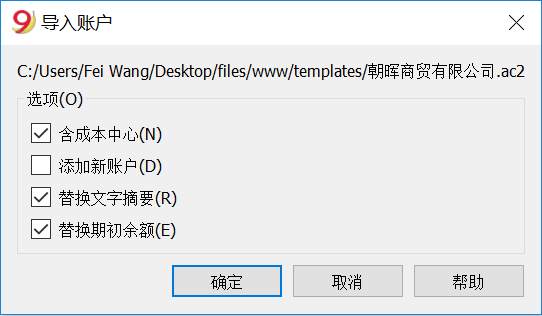 9 导入账户
C:/Users/Fei Wang/Desktop/files/www/templates/朝晖商贸有限公司.ac2
选项(O)
含成本中心(N)
添加新账户(D)
替换文字摘要(R)
替换期初余额(E)
确定 取消 帮助